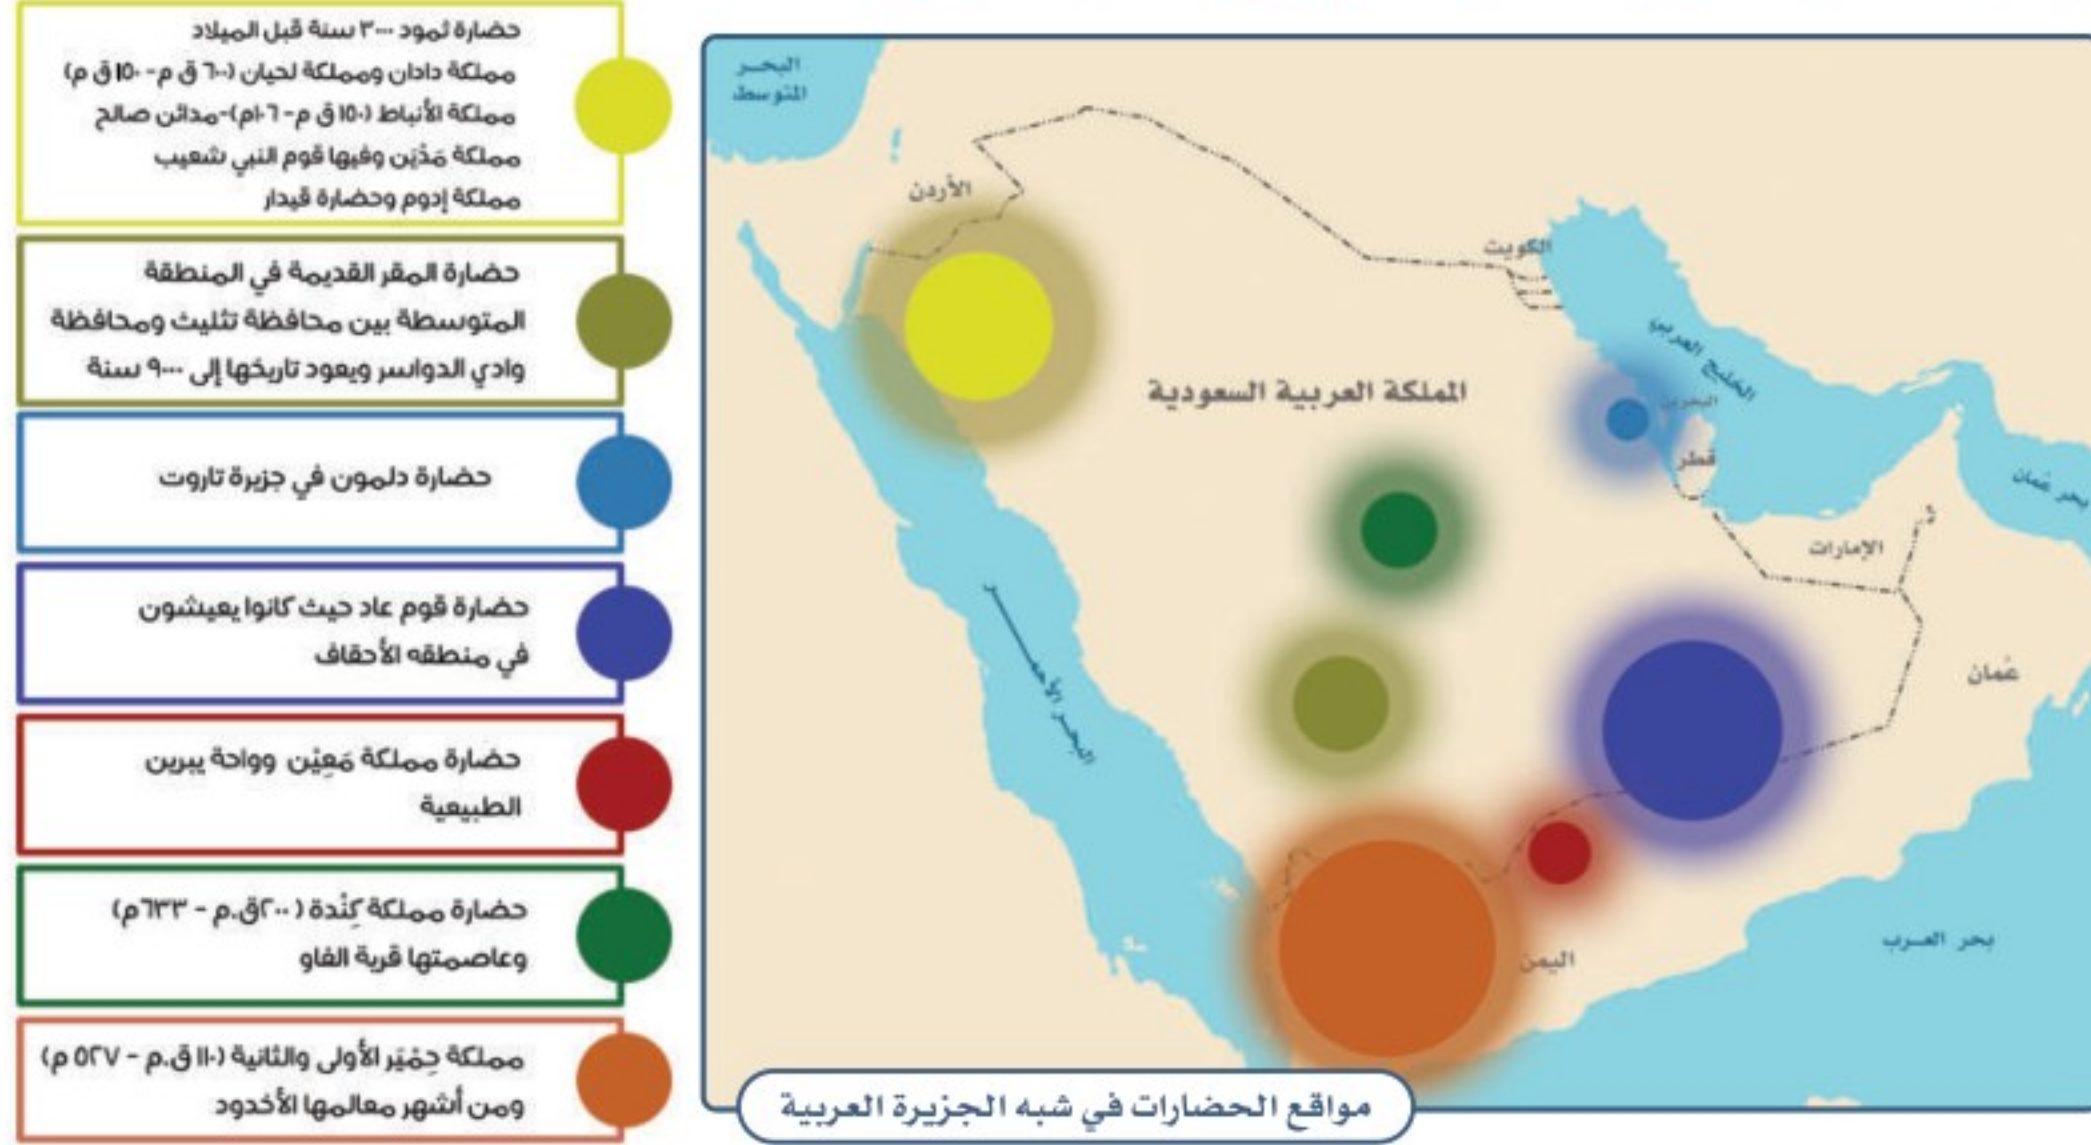 حضارة ثمود ٣٠٠٠ سنة قبل الميلاد
مملكة دادان ومملكة لحيان (٦٠٠ ق م- ١٥٠ ق م)
مملكة الأنباط (١٥٠ ق م- ١٠٦م)-مدائن صالح
مملكة مَدْيَن وفيها قوم النبي شعيب
مملكة إدوم وحضارة قيدار
حضارة المقر القديمة في المنطقة
المتوسطة بين محافظة تثليث ومحافظة
وادي الدواسر ويعود تاريخها إلى ٩٠٠٠ سنة
حضارة دلمون في جزيرة تاروت
حضارة قوم عاد حيث كانوا يعيشون
في منطقه الأحقاف
حضارة مملكة مَعِيْن وواحة يبرين
الطبيعية
حضارة مملكة كِنْدة (٢٠٠ق.م - ٦٣٣م)
وعاصمتها قرية الفاو
مملكة حِمْيَر الأولى والثانية (١١٠ ق.م - ٥٢٧ م)
ومن أشهر معالمها الأخدود
البحر
المتوسط
الأردن
الكويت
الخليج العربي
المملكة العربية السعودية
البحرين
قطر
بحر عُمان
الإمارات
عُمان
البحر الأحمر
اليمن
بحر العرب
مواقع الحضارات في شبه الجزيرة العربية